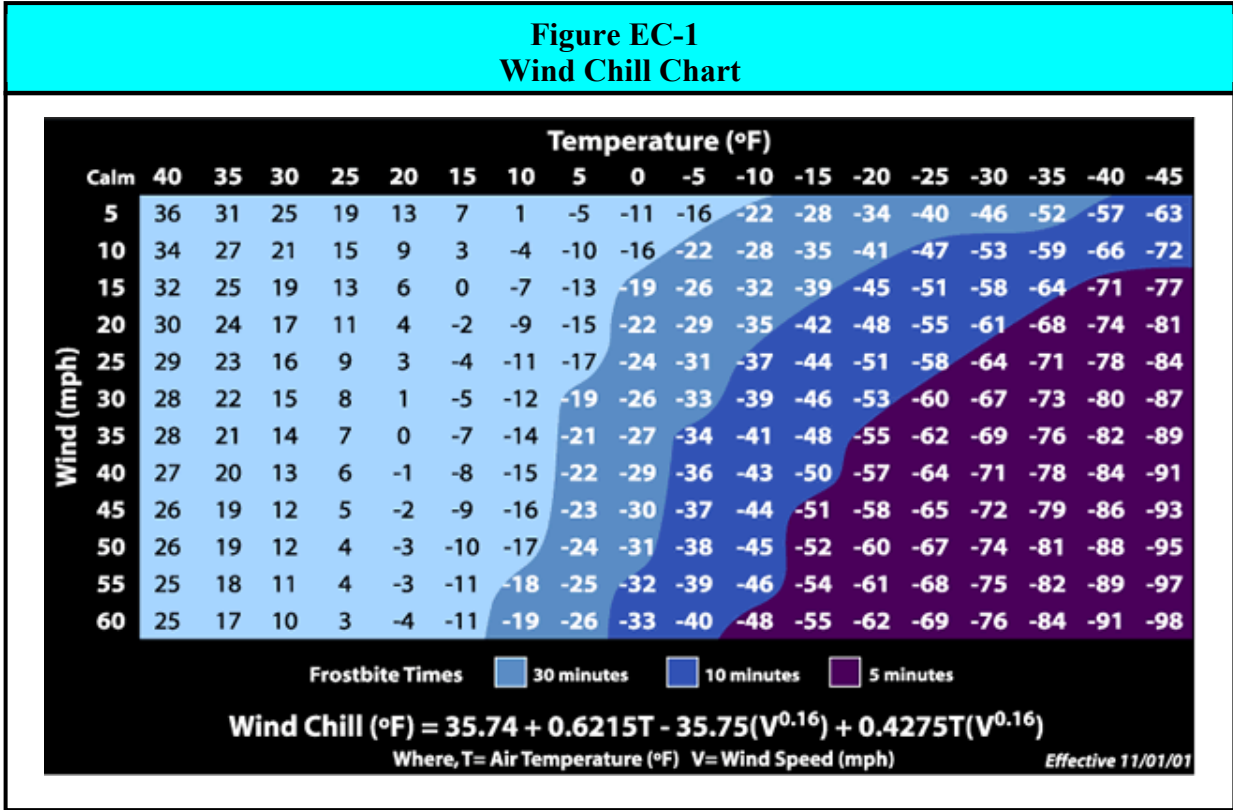 Figure EC-1
Wind Chill Chart
Temperature (ºF)
Calm 40 35 30 25 20 15 10 5 0 -5 -10 -15 -20 -25 -30 -35 -40 -45
Wind (mph)
5 36 31 25 19 13 7 1 -5 -11 -16 -22 -28 -34 -40 -46 -52 -57 -63
10 34 27 21 15 9 3 -4 -10 -16 -22 -28 -35 -41 -47 -53 -59 -66 -72
15 32 25 19 13 6 0 -7 -13 -19 -26 -32 -39 -45 -51 -58 -64 -71 -77
20 30 24 17 11 4 -2 -9 -15 -22 -29 -35 -42 -48 -55 -61 -68 -74 -81
25 29 23 16 9 3 -4 -11 -17 -24 -31 -37 -44 -51 -58 -64 -71 -78 -84
30 28 22 15 8 1 -5 -12 -19 -26 -33 -39 -46 -53 -60 -67 -73 -80 -87
35 28 21 14 7 0 -7 -14 -21 -27 -34 -41 -48 -55 -62 -69 -76 -82 -89
40 27 20 13 6 -1 -8 -15 -22 -29 -36 -43 -50 -57 -64 -71 -78 -84 -91
45 26 19 12 5 -2 -9 -16 -23 -30 -37 -44 -51 -58 -65 -72 -79 -86 -93
50 26 19 12 4 -3 -10 -17 -24 -31 -38 -45 -52 -60 -67 -74 -81 -88 -95
55 25 18 11 4 -3 -11 -18 -25 -32 -39 -46 -54 -61 -68 -75 -82 -89 -97
60 25 17 10 3 -4 -11 -19 -26 -33 -40 -48 -55 -62 -69 -76 -84 -91 -98
Frostbite Times 30 minutes 10 minutes 5 minutes
Wind Chill (ºF) = 35.74 + 0.6215T - 35.75(V^0.16) + 0.4275T(V^0.16)
Where, T= Air Temperature (ºF) V= Wind Speed (mph) Effective 11/01/01